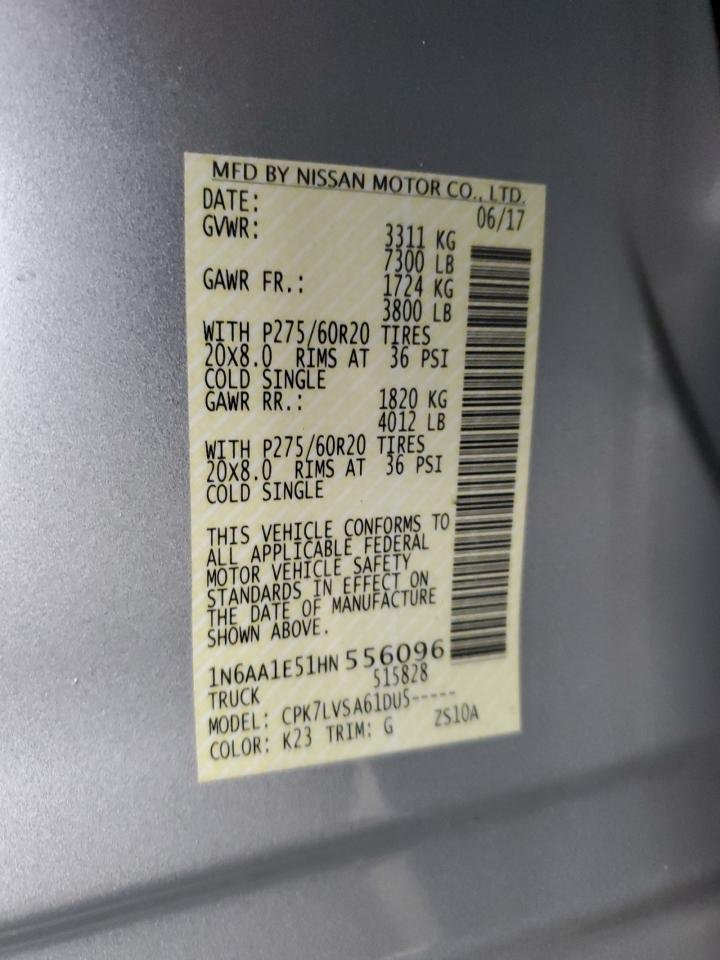 MFD BY NISSAN MOTOR CO., LTD.
DATE: 06/17
GVWR: 3311 KG
7300 LB
GAWR FR.: 1724 KG
3800 LB
WITH P275/60R20 TIRES
20X8.0 RIMS AT 36 PSI
COLD SINGLE
GAWR RR.: 1820 KG
4012 LB
WITH P275/60R20 TIRES
20X8.0 RIMS AT 36 PSI
COLD SINGLE
THIS VEHICLE CONFORMS TO
ALL APPLICABLE FEDERAL
MOTOR VEHICLE SAFETY
STANDARDS IN EFFECT ON
THE DATE OF MANUFACTURE
SHOWN ABOVE.
1N6AA1E51HN 556096
TRUCK 515828
MODEL: CPK7LVSA61DU5-----
COLOR: K23 TRIM: G ZS10A